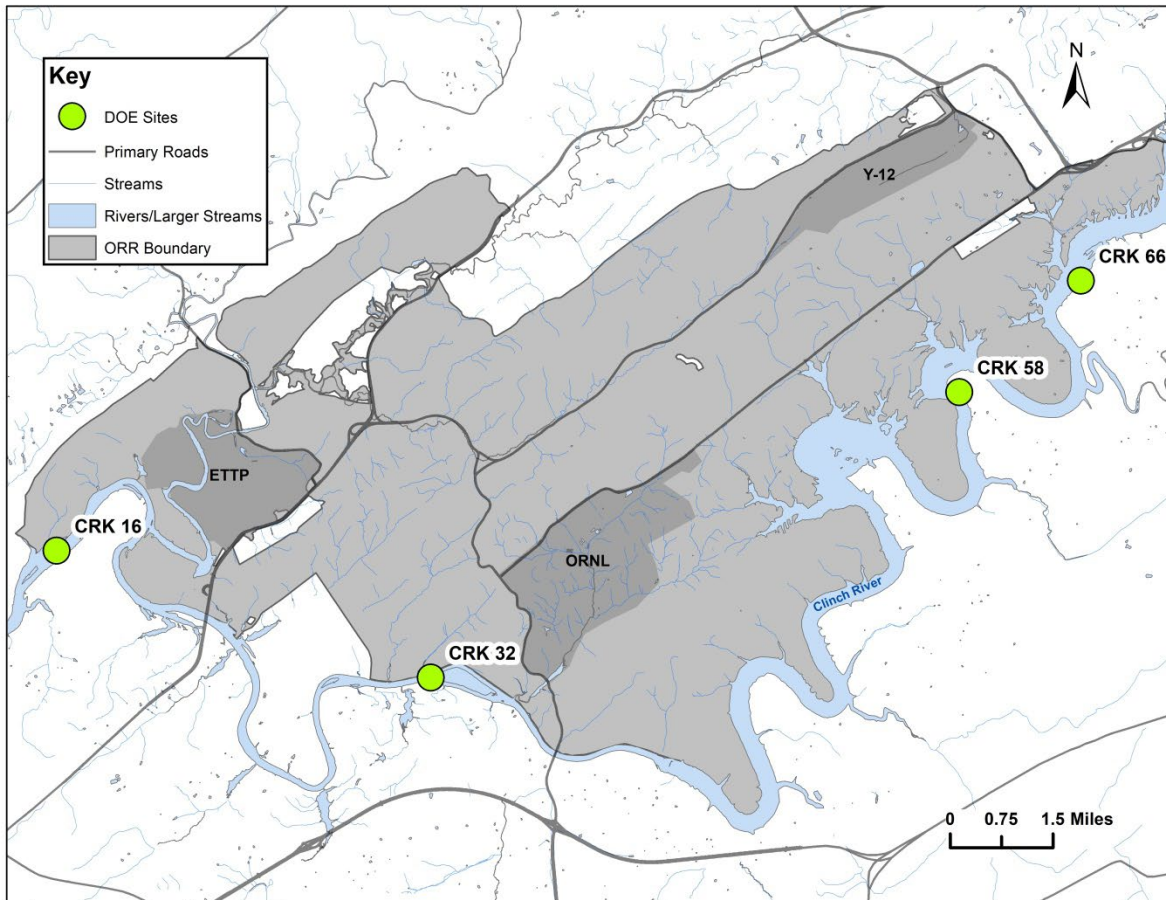 Key
DOE Sites
Primary Roads
Streams
Rivers/Larger Streams
ORR Boundary
N
Y-12
CRK 66
CRK 58
ETTP
CRK 16
ORNL
Clinch River
CRK 32
0 0.75 1.5 Miles